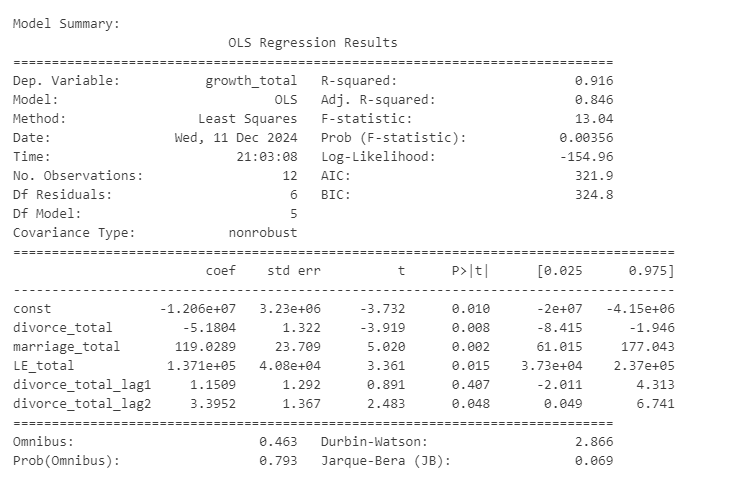 Model Summary:
OLS Regression Results
==============================================================================
Dep. Variable: growth_total R-squared: 0.916
Model: OLS Adj. R-squared: 0.846
Method: Least Squares F-statistic: 13.04
Date: Wed, 11 Dec 2024 Prob (F-statistic): 0.00356
Time: 21:03:08 Log-Likelihood: -154.96
No. Observations: 12 AIC: 321.9
Df Residuals: 6 BIC: 324.8
Df Model: 5
Covariance Type: nonrobust
======================================================================================
coef std err t P>|t| [0.025 0.975]
--------------------------------------------------------------------------------------
const -1.206e+07 3.23e+06 -3.732 0.010 -2e+07 -4.15e+06
divorce_total -5.1804 1.322 -3.919 0.008 -8.415 -1.946
marriage_total 119.0289 23.709 5.020 0.002 61.015 177.043
LE_total 1.371e+05 4.08e+04 3.361 0.015 3.73e+04 2.37e+05
divorce_total_lag1 1.1509 1.292 0.891 0.407 -2.011 4.313
divorce_total_lag2 3.3952 1.367 2.483 0.048 0.049 6.741
==============================================================================
Omnibus: 0.463 Durbin-Watson: 2.866
Prob(Omnibus): 0.793 Jarque-Bera (JB): 0.069